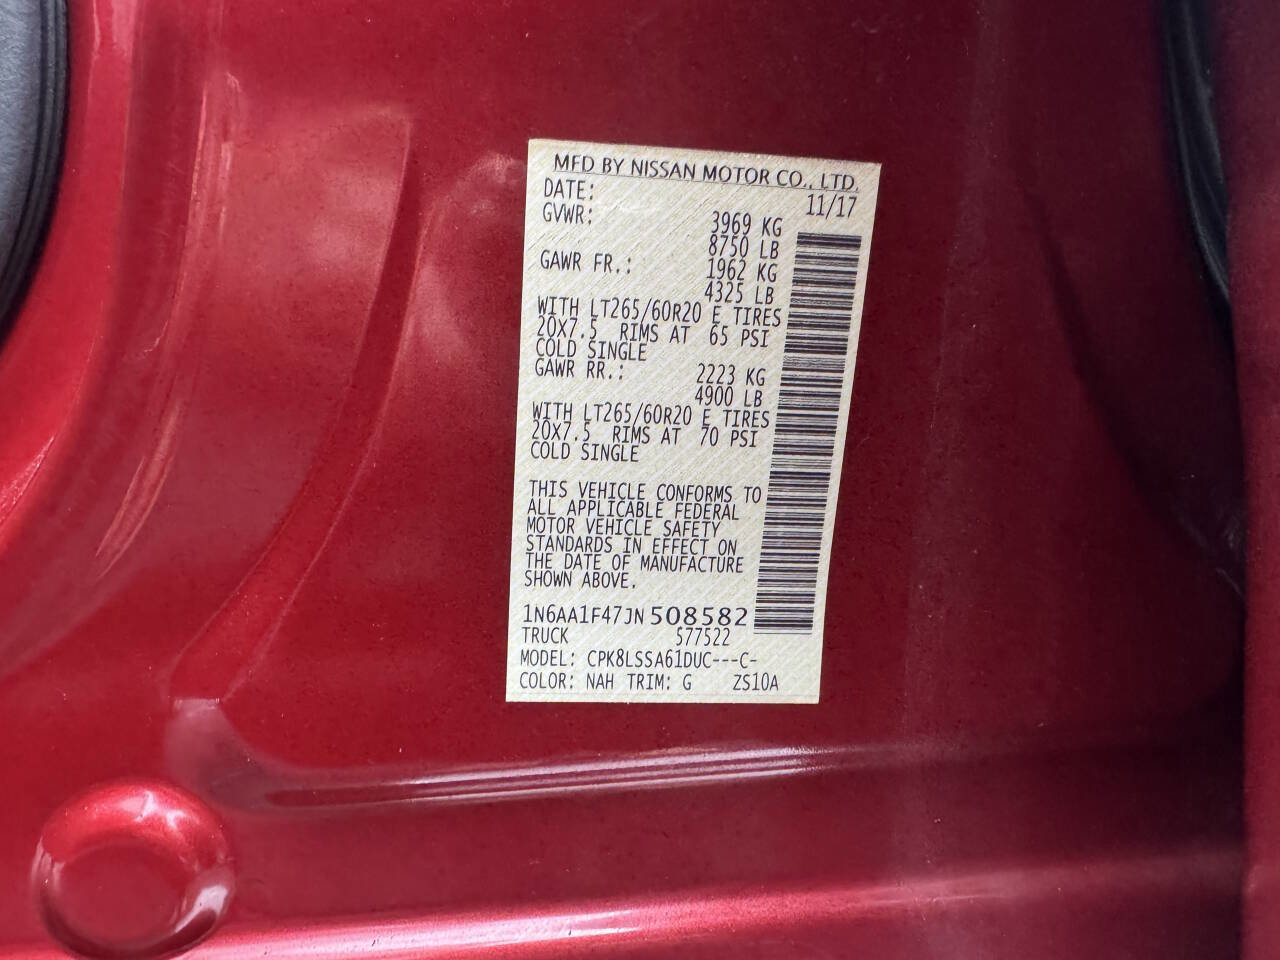 MFD BY NISSAN MOTOR CO., LTD.
DATE: 11/17
GVWR: 3969 KG
8750 LB
GAWR FR.: 1962 KG
4325 LB
WITH LT265/60R20 E TIRES
20X7.5 RIMS AT 65 PSI
COLD SINGLE
GAWR RR.: 2223 KG
4900 LB
WITH LT265/60R20 E TIRES
20X7.5 RIMS AT 70 PSI
COLD SINGLE
THIS VEHICLE CONFORMS TO
ALL APPLICABLE FEDERAL
MOTOR VEHICLE SAFETY
STANDARDS IN EFFECT ON
THE DATE OF MANUFACTURE
SHOWN ABOVE.
1N6AA1F47JN508582
TRUCK 577522
MODEL: CPK8LSSA61DUC---C-
COLOR: NAH TRIM: G ZS10A